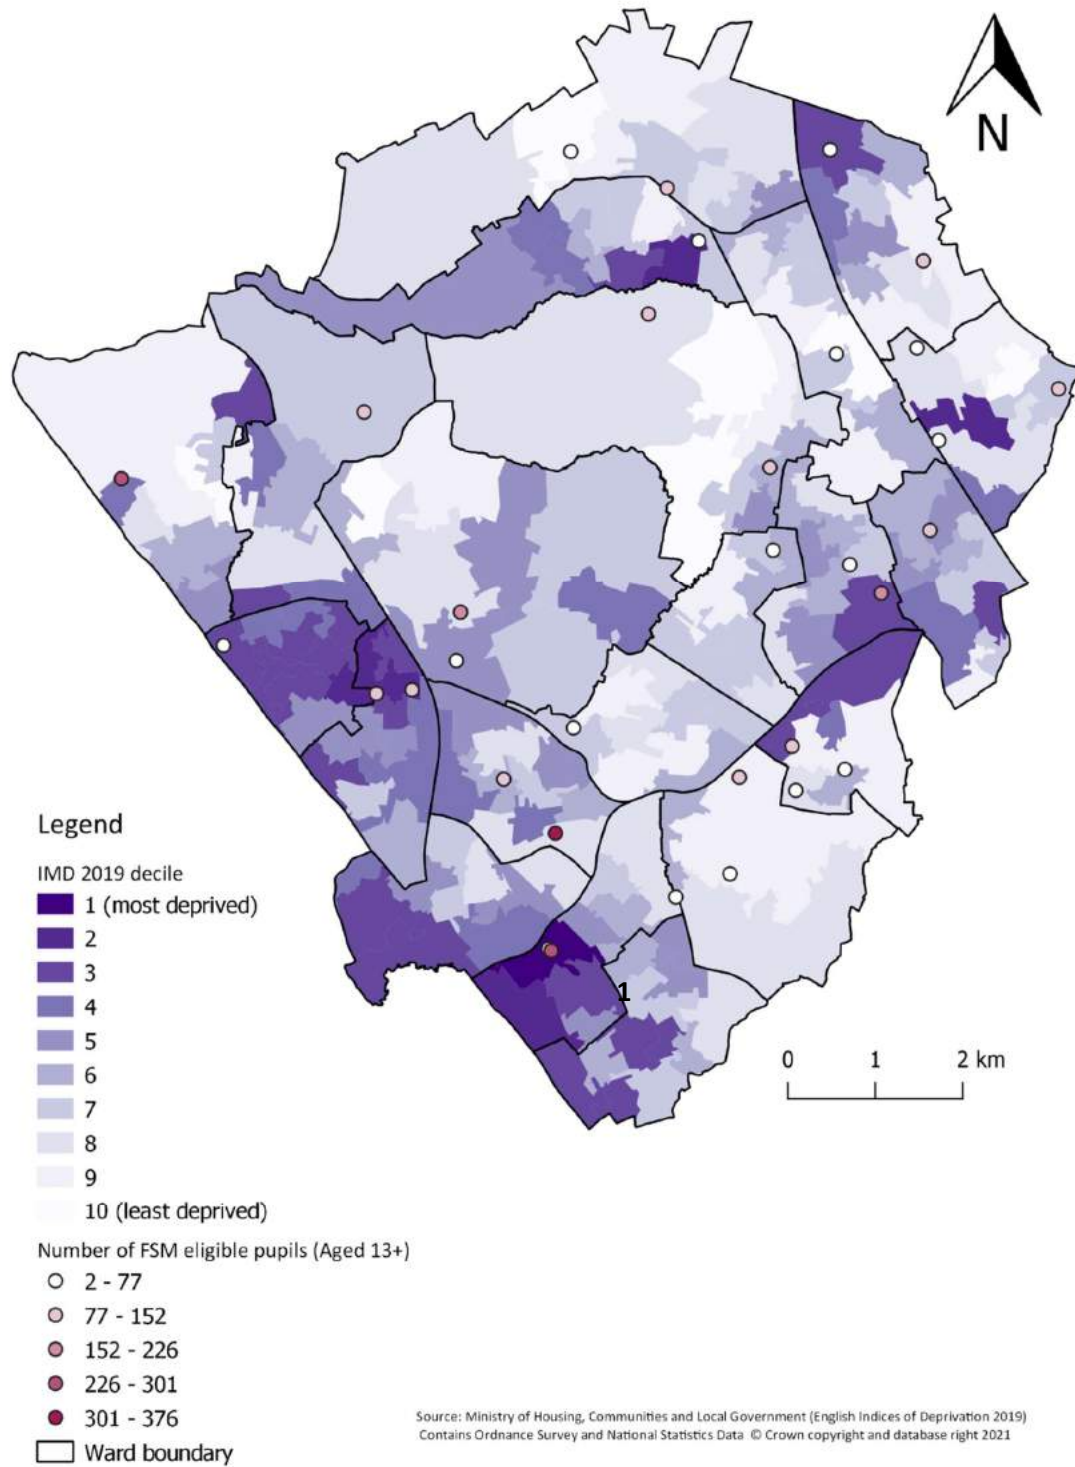 N
1
0 1 2 km
Legend
IMD 2019 decile
1 (most deprived)
2
3
4
5
6
7
8
9
10 (least deprived)
Number of FSM eligible pupils (Aged 13+)
2 - 77
77 - 152
152 - 226
226 - 301
301 - 376
Ward boundary
Source: Ministry of Housing, Communities and Local Government (English Indices of Deprivation 2019)
Contains Ordnance Survey and National Statistics Data © Crown copyright and database right 2021